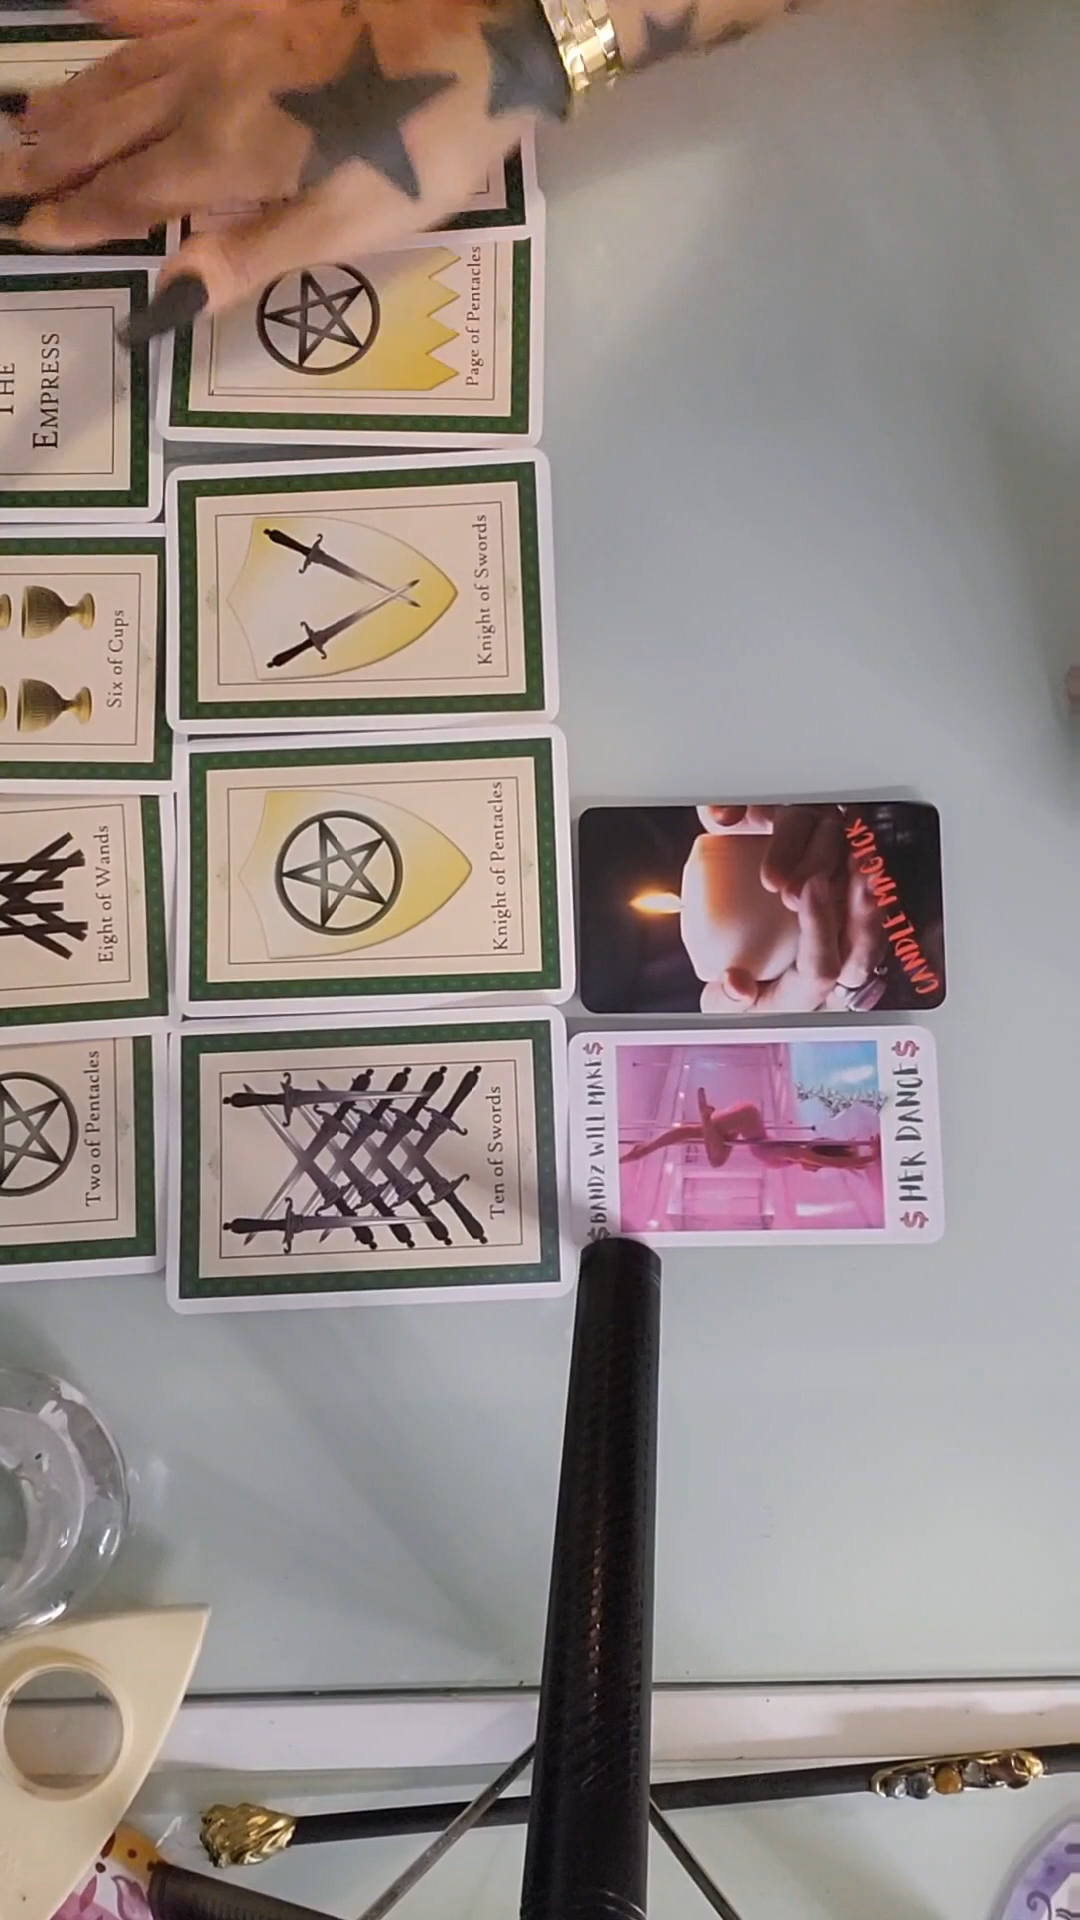 THE
EMPRESS
Page of Pentacles
Six of Cups
Knight of Swords
Eight of Wands
Knight of Pentacles
Two of Pentacles
Ten of Swords
CANDLE MAGICK
$BANDZ WILL MAKE$
$ HER DANCE $